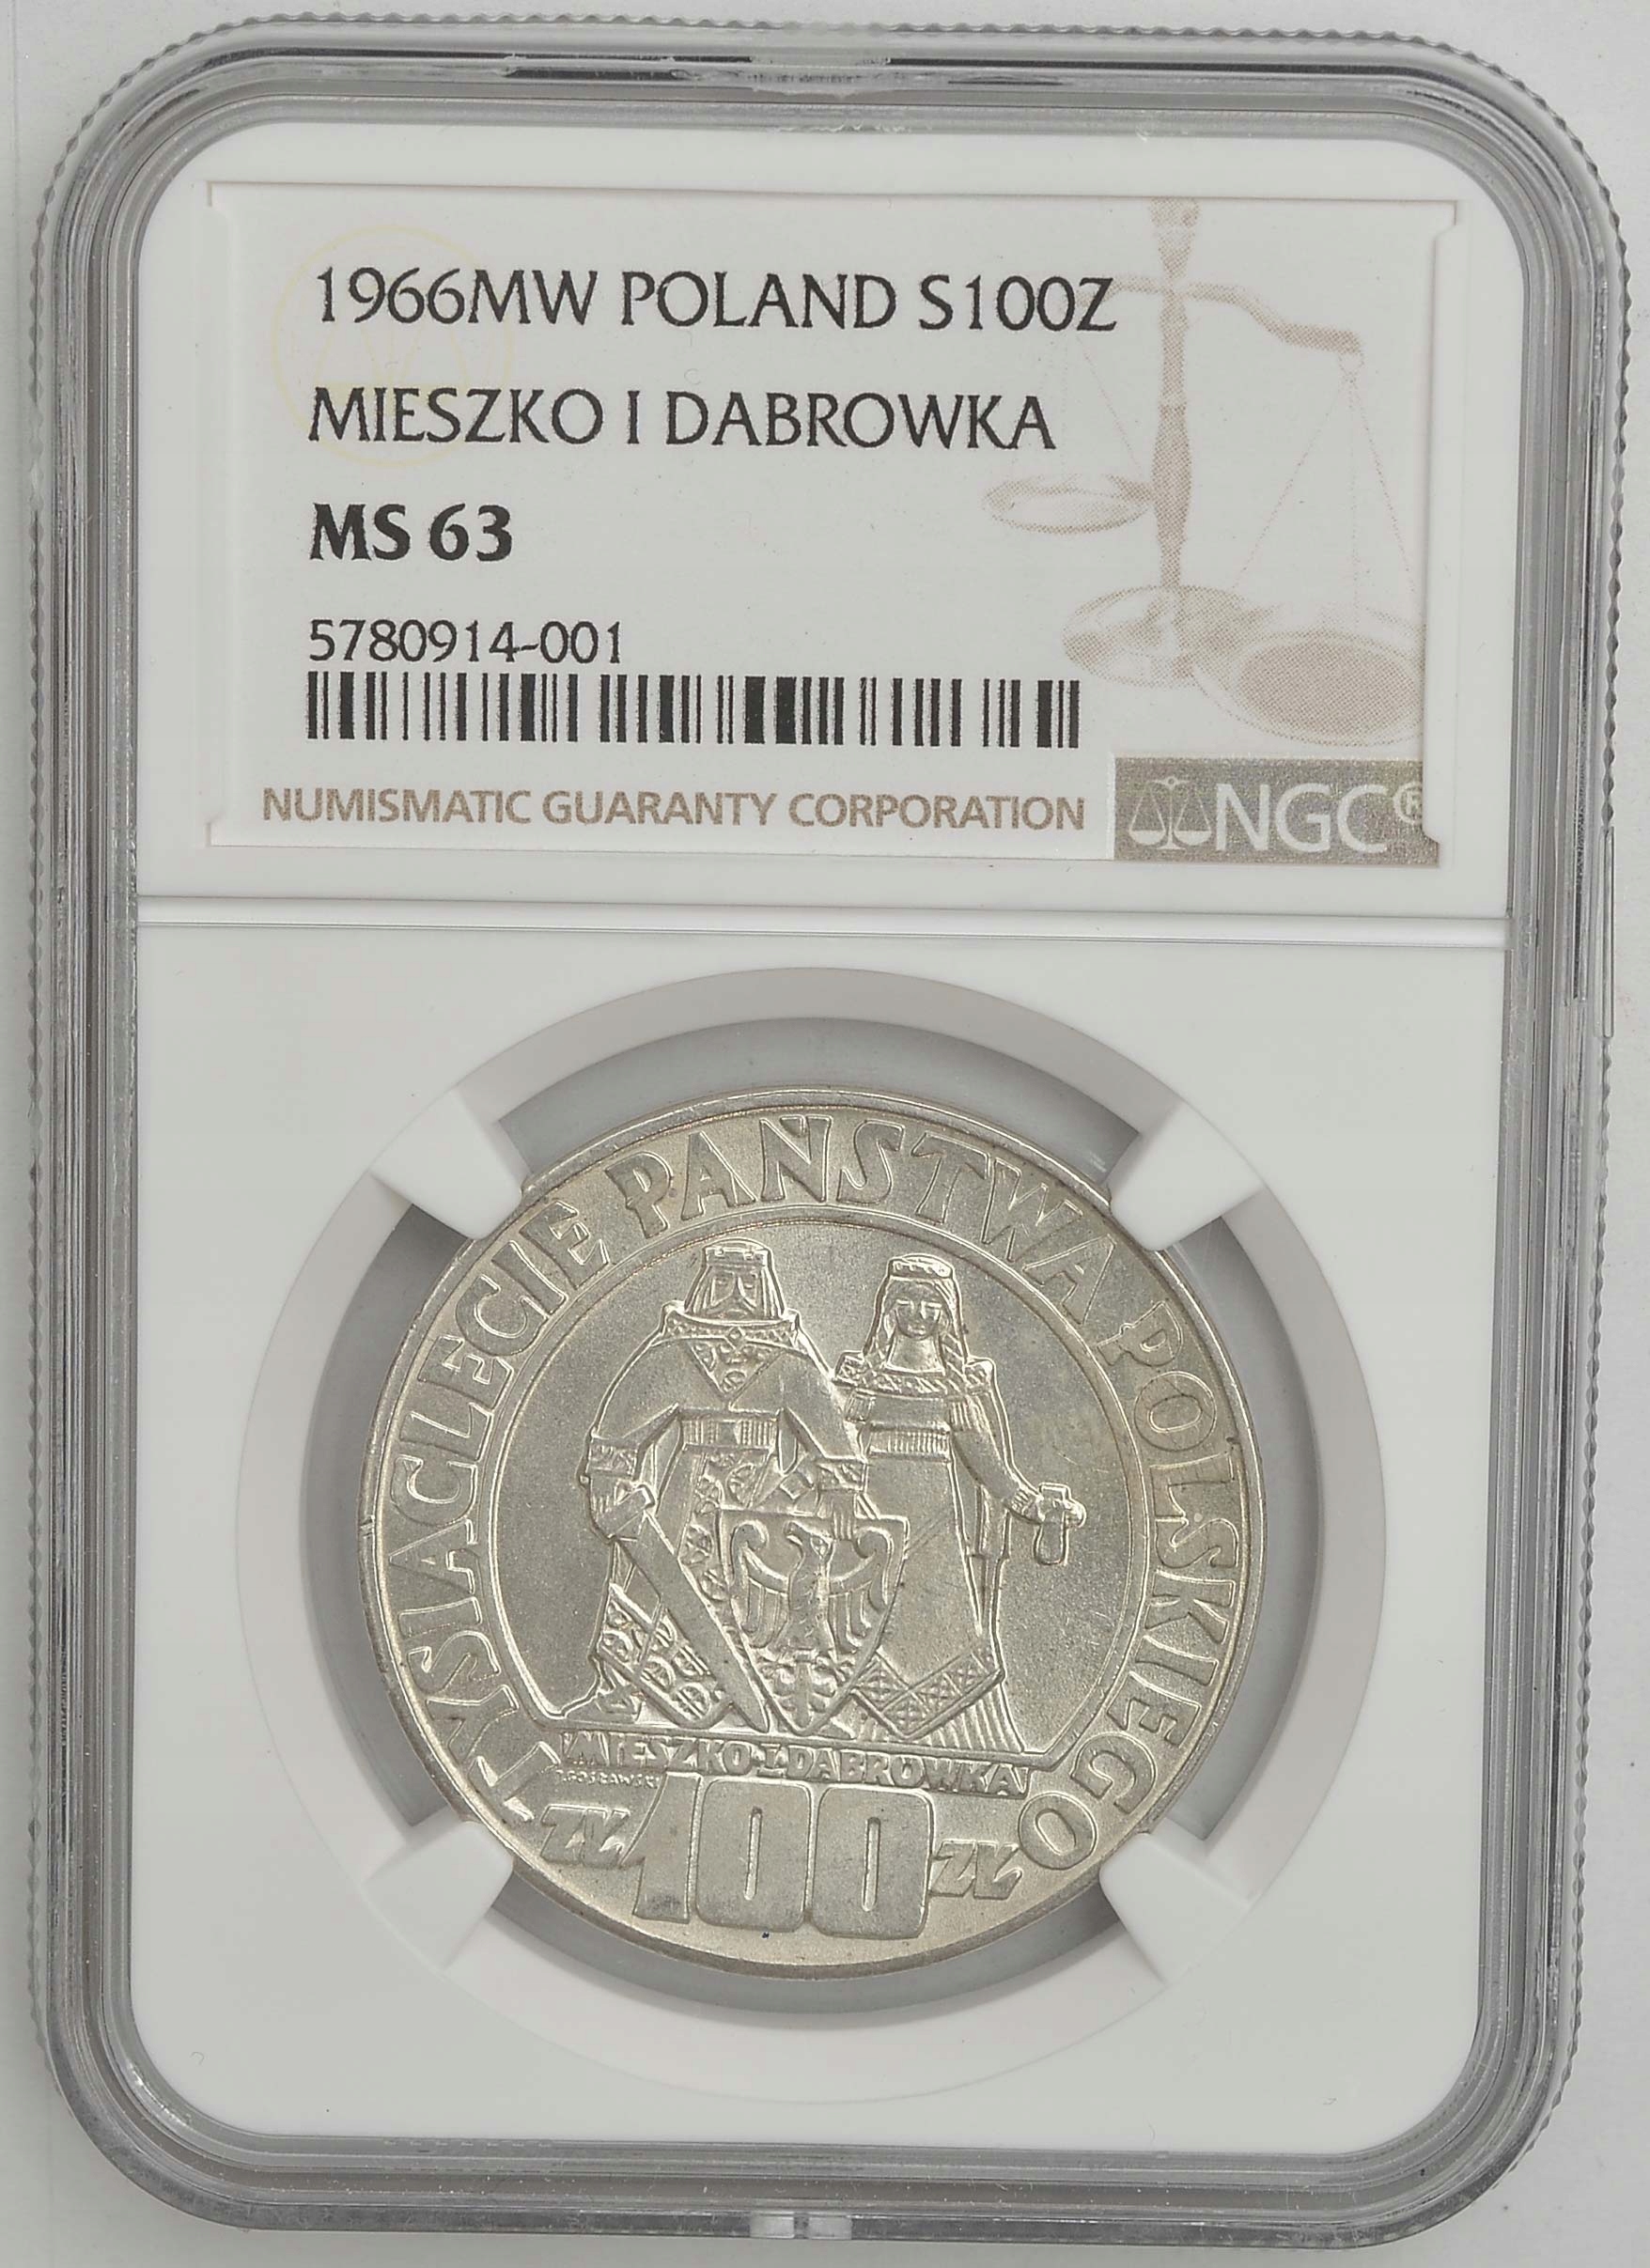 1966MW POLAND S100Z
MIESZKO I DABROWKA
MS 63
5780914-001
NUMISMATIC GUARANTY CORPORATION
NGC®
TYSIĄCLECIE PAŃSTWA POLSKIEGO
MIESZKO·I·DĄBRÓWKA
J.GOSŁAWSKI
ZŁ 100 ZŁ